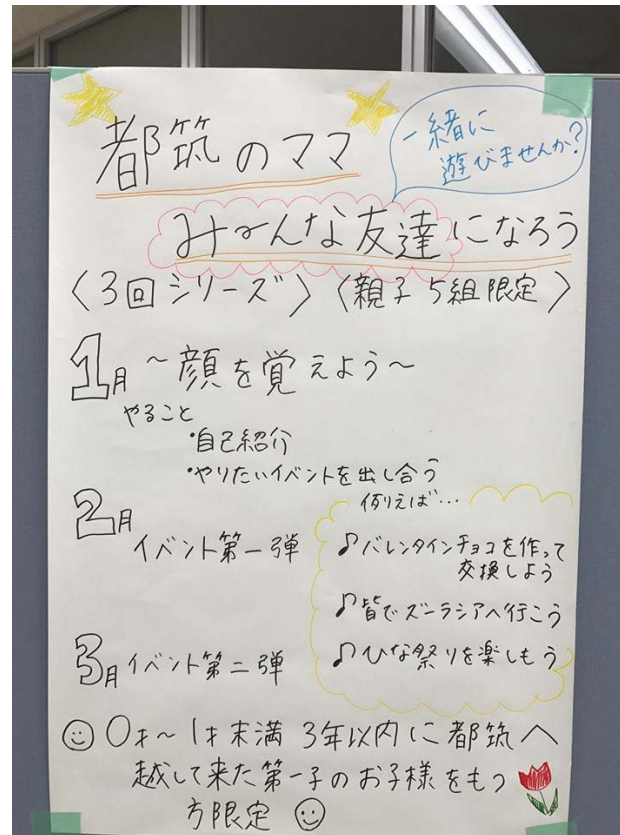 都筑のママ
一緒に
遊びませんか？
み〜んな友達になろう
〈3回シリーズ〉〈親子5組限定〉
1月 〜顔を覚えよう〜
やること
・自己紹介
・やりたいイベントを出し合う
例えば…
2月
イベント第一弾
♪バレンタインチョコを作って
交換しよう
♪皆でズーラシアへ行こう
♪ひな祭りを楽しもう
3月 イベント第二弾
☺0才〜1才未満 3年以内に都筑へ
越して来た第一子のお子様をもつ
方限定☺